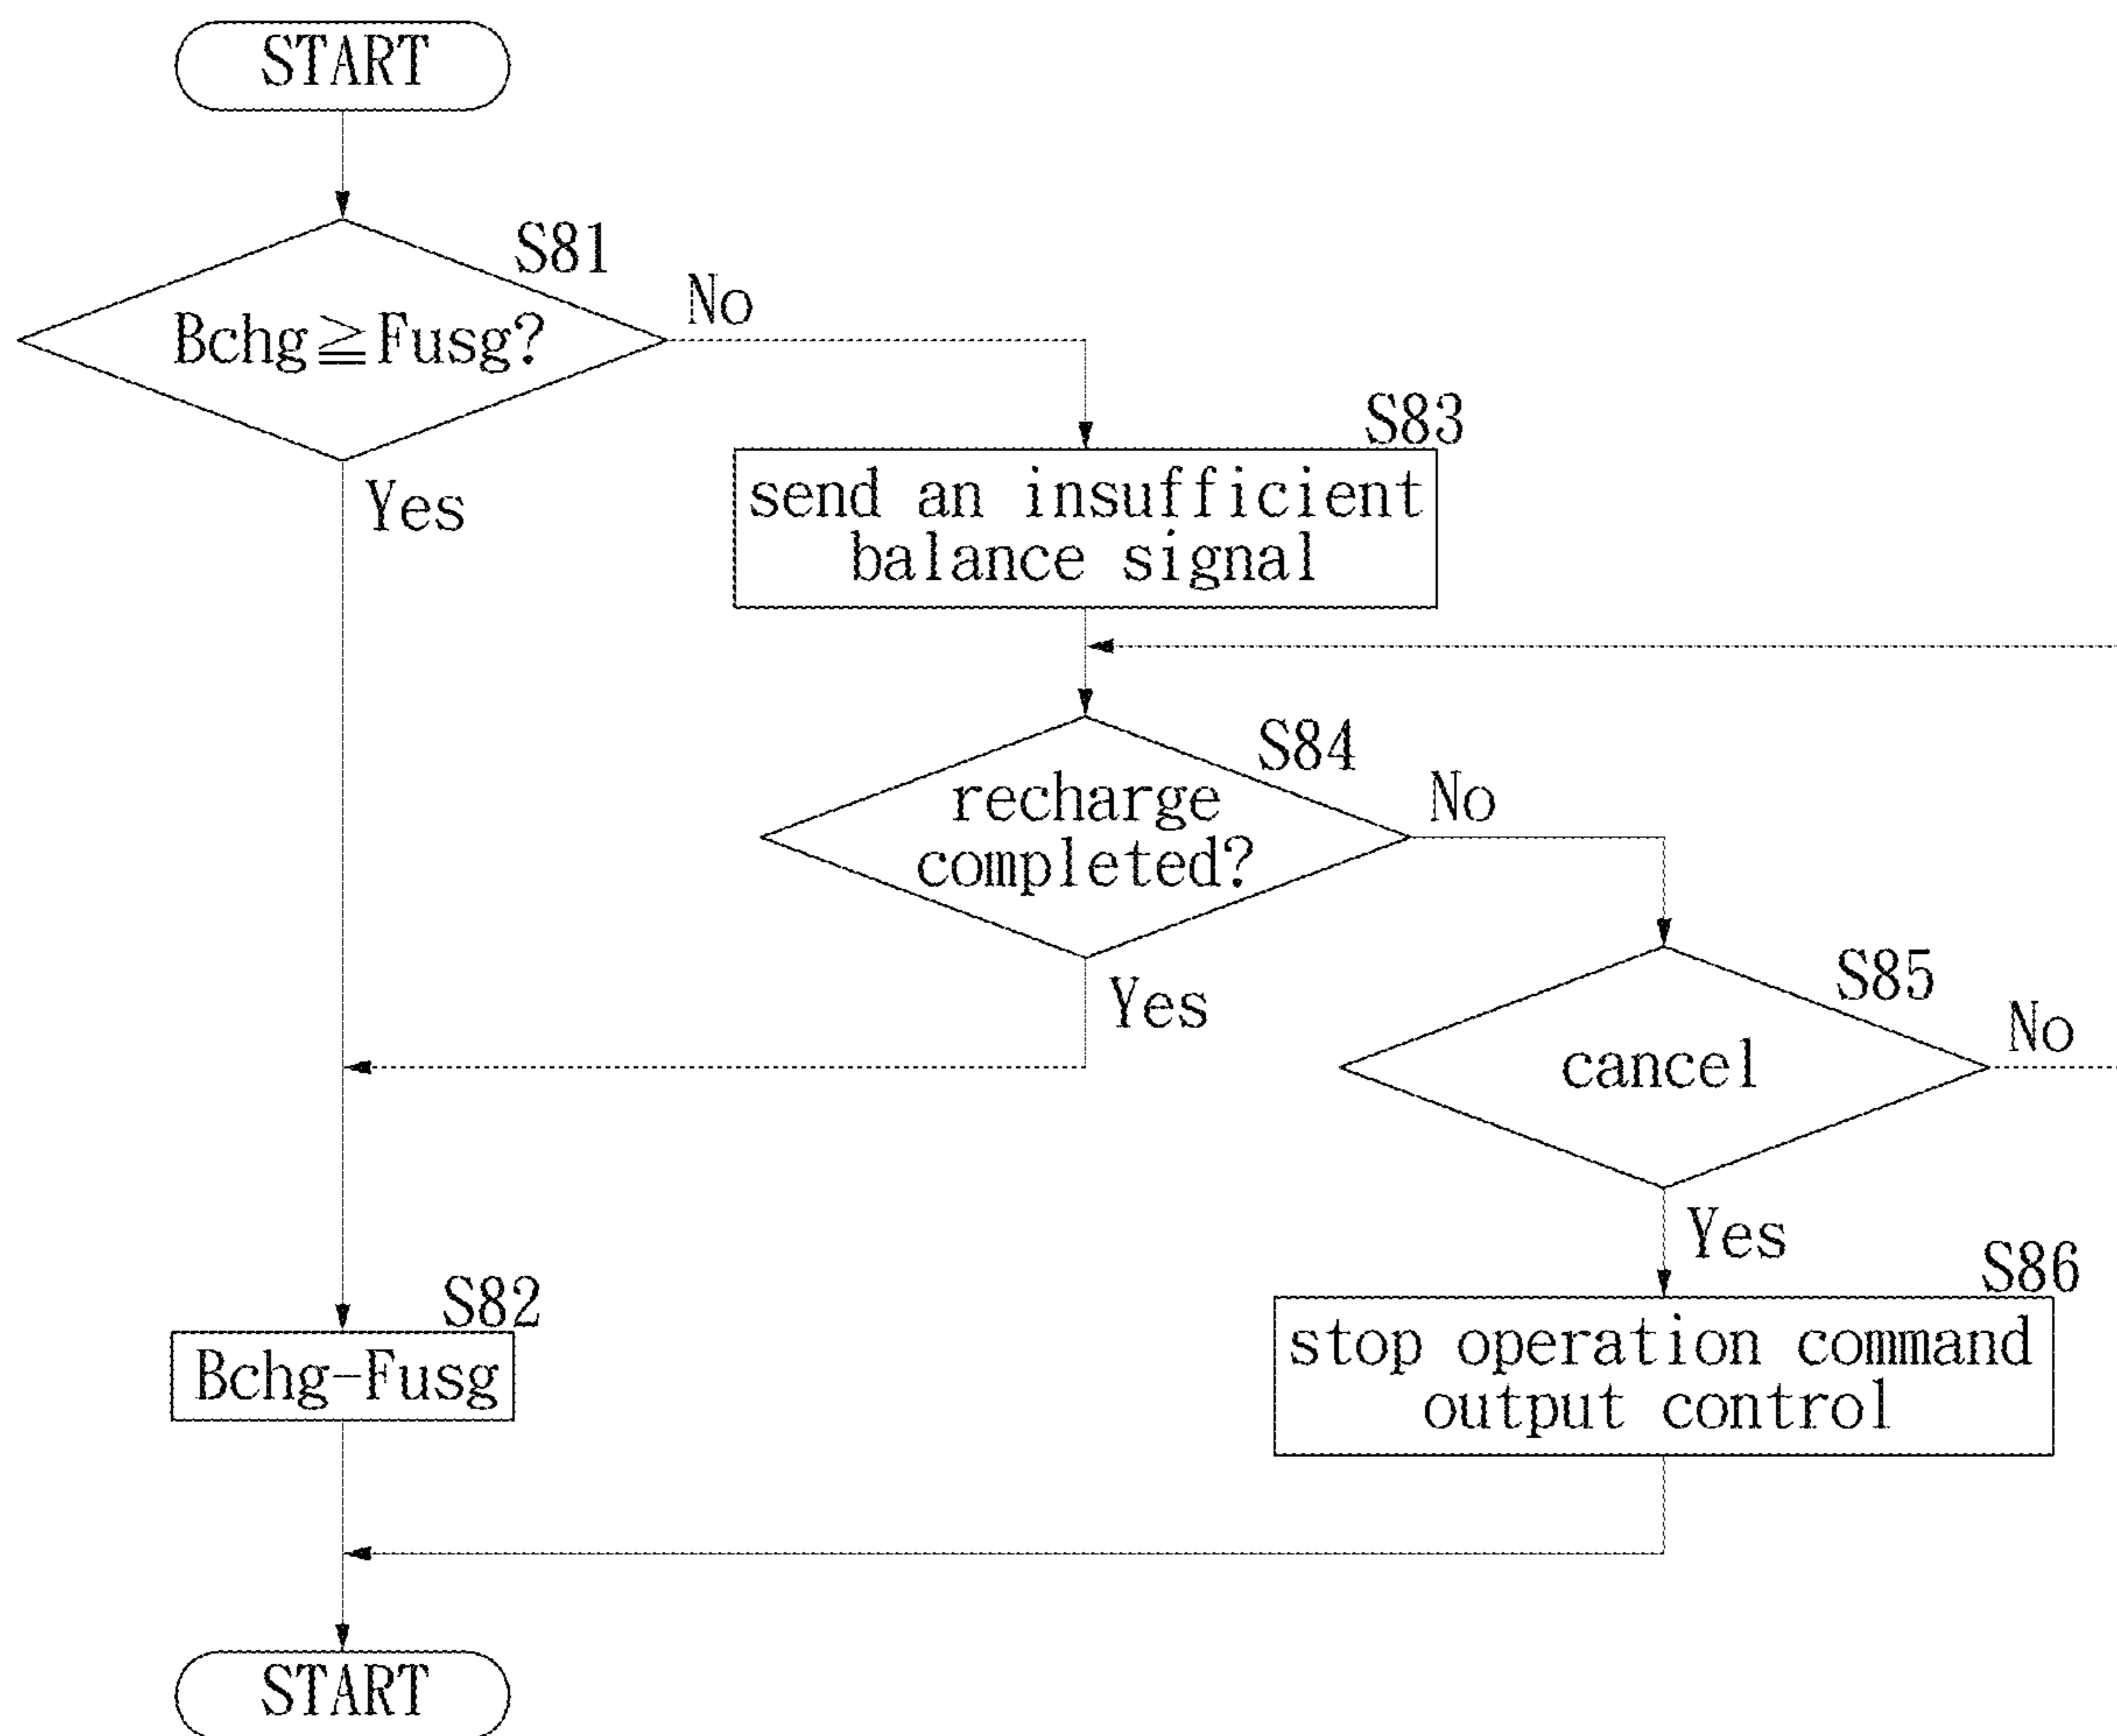 START
S81
Bchg≧Fusg?
No
Yes
S83
send an insufficient
balance signal
S84
recharge
completed?
No
Yes
S85
cancel
No
Yes
S82
Bchg-Fusg
S86
stop operation command
output control
START